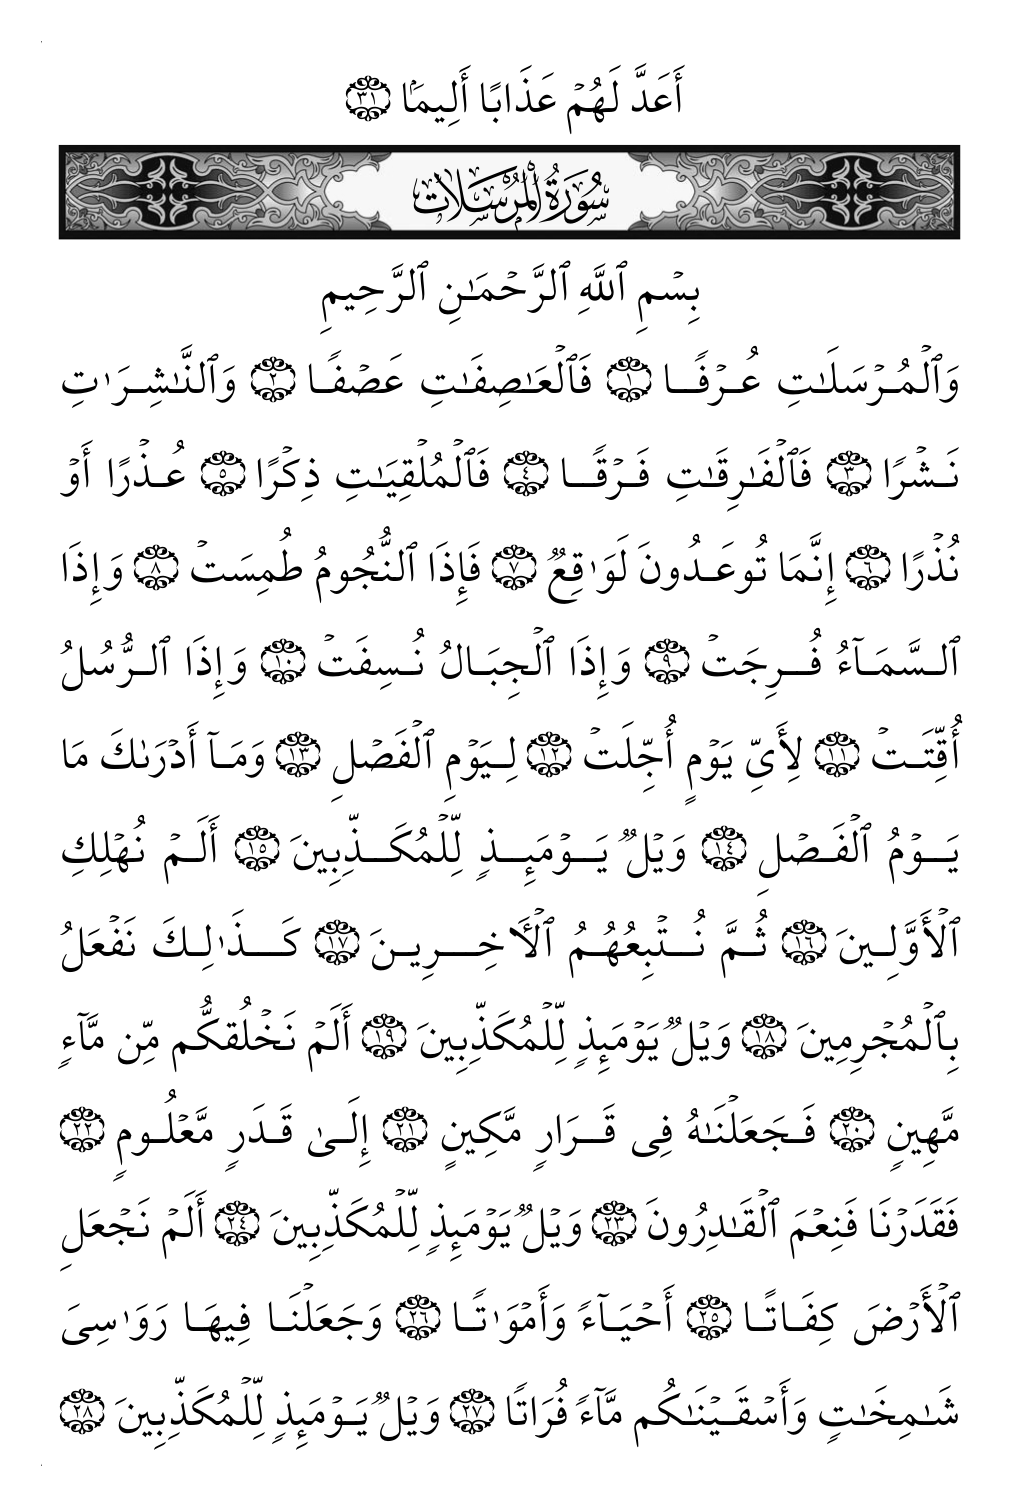 أَعَدَّ لَهُمۡ عَذَابًا أَلِيمَۢا ٣١
سُورَةُ الْمُرْسَلَاتِ
بِسۡمِ ٱللَّهِ ٱلرَّحۡمَٰنِ ٱلرَّحِيمِ
وَٱلۡمُرۡسَلَٰتِ عُرۡفًا ١ فَٱلۡعَٰصِفَٰتِ عَصۡفًا ٢ وَٱلنَّٰشِرَٰتِ
نَشۡرًا ٣ فَٱلۡفَٰرِقَٰتِ فَرۡقًا ٤ فَٱلۡمُلۡقِيَٰتِ ذِكۡرًا ٥ عُذۡرًا أَوۡ
نُذۡرًا ٦ إِنَّمَا تُوعَدُونَ لَوَٰقِعٞ ٧ فَإِذَا ٱلنُّجُومُ طُمِسَتۡ ٨ وَإِذَا
ٱلسَّمَآءُ فُرِجَتۡ ٩ وَإِذَا ٱلۡجِبَالُ نُسِفَتۡ ١٠ وَإِذَا ٱلرُّسُلُ
أُقِّتَتۡ ١١ لِأَيِّ يَوۡمٍ أُجِّلَتۡ ١٢ لِيَوۡمِ ٱلۡفَصۡلِ ١٣ وَمَآ أَدۡرَىٰكَ مَا
يَوۡمُ ٱلۡفَصۡلِ ١٤ وَيۡلٞ يَوۡمَئِذٖ لِّلۡمُكَذِّبِينَ ١٥ أَلَمۡ نُهۡلِكِ
ٱلۡأَوَّلِينَ ١٦ ثُمَّ نُتۡبِعُهُمُ ٱلۡأٓخِرِينَ ١٧ كَذَٰلِكَ نَفۡعَلُ
بِٱلۡمُجۡرِمِينَ ١٨ وَيۡلٞ يَوۡمَئِذٖ لِّلۡمُكَذِّبِينَ ١٩ أَلَمۡ نَخۡلُقكُّم مِّن مَّآءٖ
مَّهِينٖ ٢٠ فَجَعَلۡنَٰهُ فِي قَرَارٖ مَّكِينٍ ٢١ إِلَىٰ قَدَرٖ مَّعۡلُومٖ ٢٢
فَقَدَرۡنَا فَنِعۡمَ ٱلۡقَٰدِرُونَ ٢٣ وَيۡلٞ يَوۡمَئِذٖ لِّلۡمُكَذِّبِينَ ٢٤ أَلَمۡ نَجۡعَلِ
ٱلۡأَرۡضَ كِفَاتًا ٢٥ أَحۡيَآءٗ وَأَمۡوَٰتٗا ٢٦ وَجَعَلۡنَا فِيهَا رَوَٰسِيَ
شَٰمِخَٰتٖ وَأَسۡقَيۡنَٰكُم مَّآءٗ فُرَاتٗا ٢٧ وَيۡلٞ يَوۡمَئِذٖ لِّلۡمُكَذِّبِينَ ٢٨